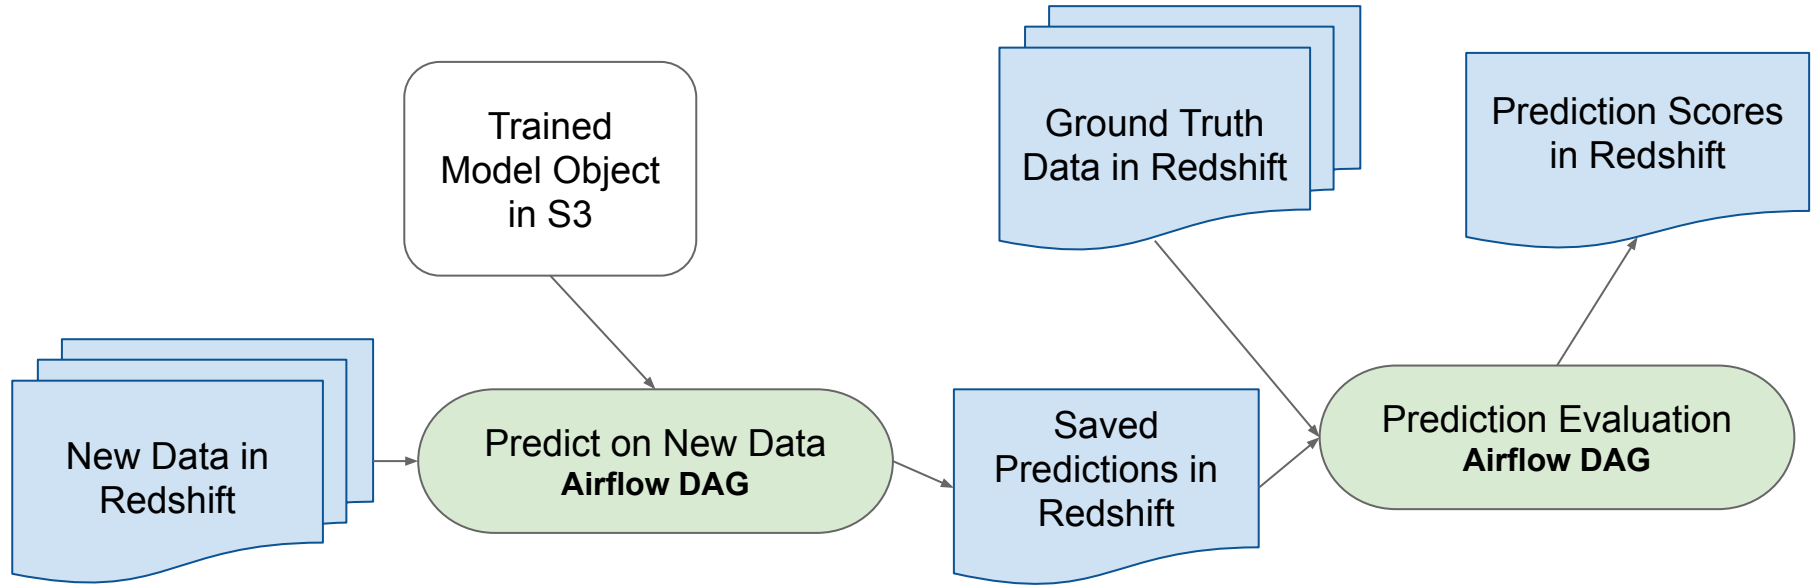 Trained
Model Object
in S3
Ground Truth
Data in Redshift
Prediction Scores
in Redshift
New Data in
Redshift
Predict on New Data
Airflow DAG
Saved
Predictions in
Redshift
Prediction Evaluation
Airflow DAG